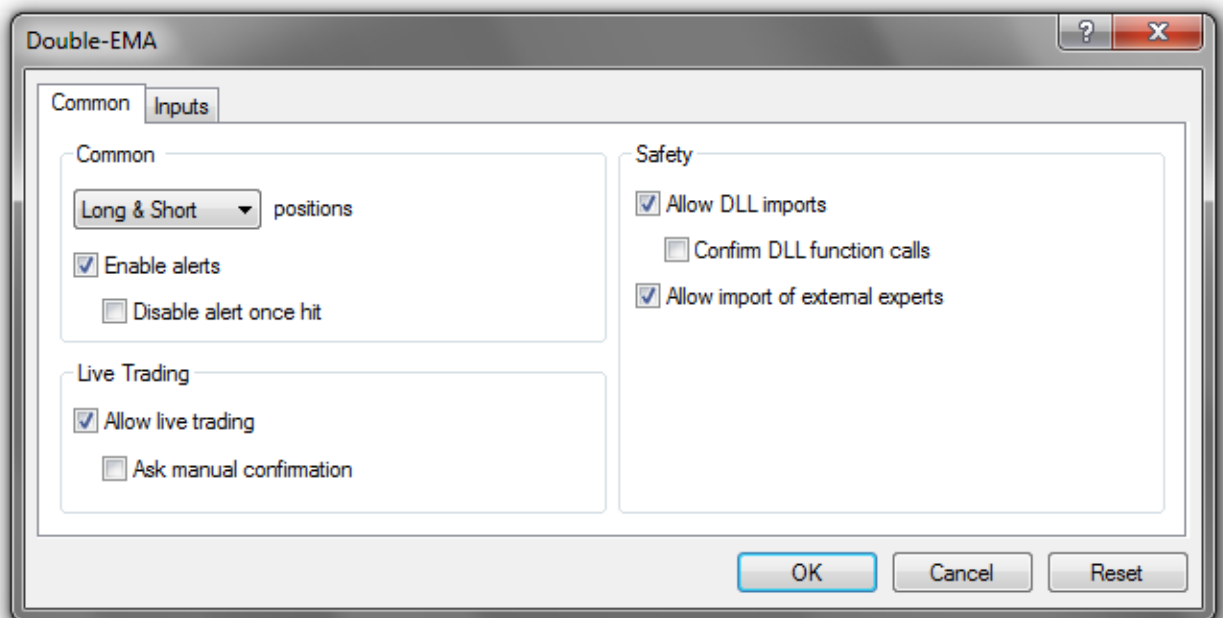 Double-EMA
?
X
Common
Inputs
Common
Long & Short
positions
Enable alerts
Disable alert once hit
Live Trading
Allow live trading
Ask manual confirmation
Safety
Allow DLL imports
Confirm DLL function calls
Allow import of external experts
OK
Cancel
Reset